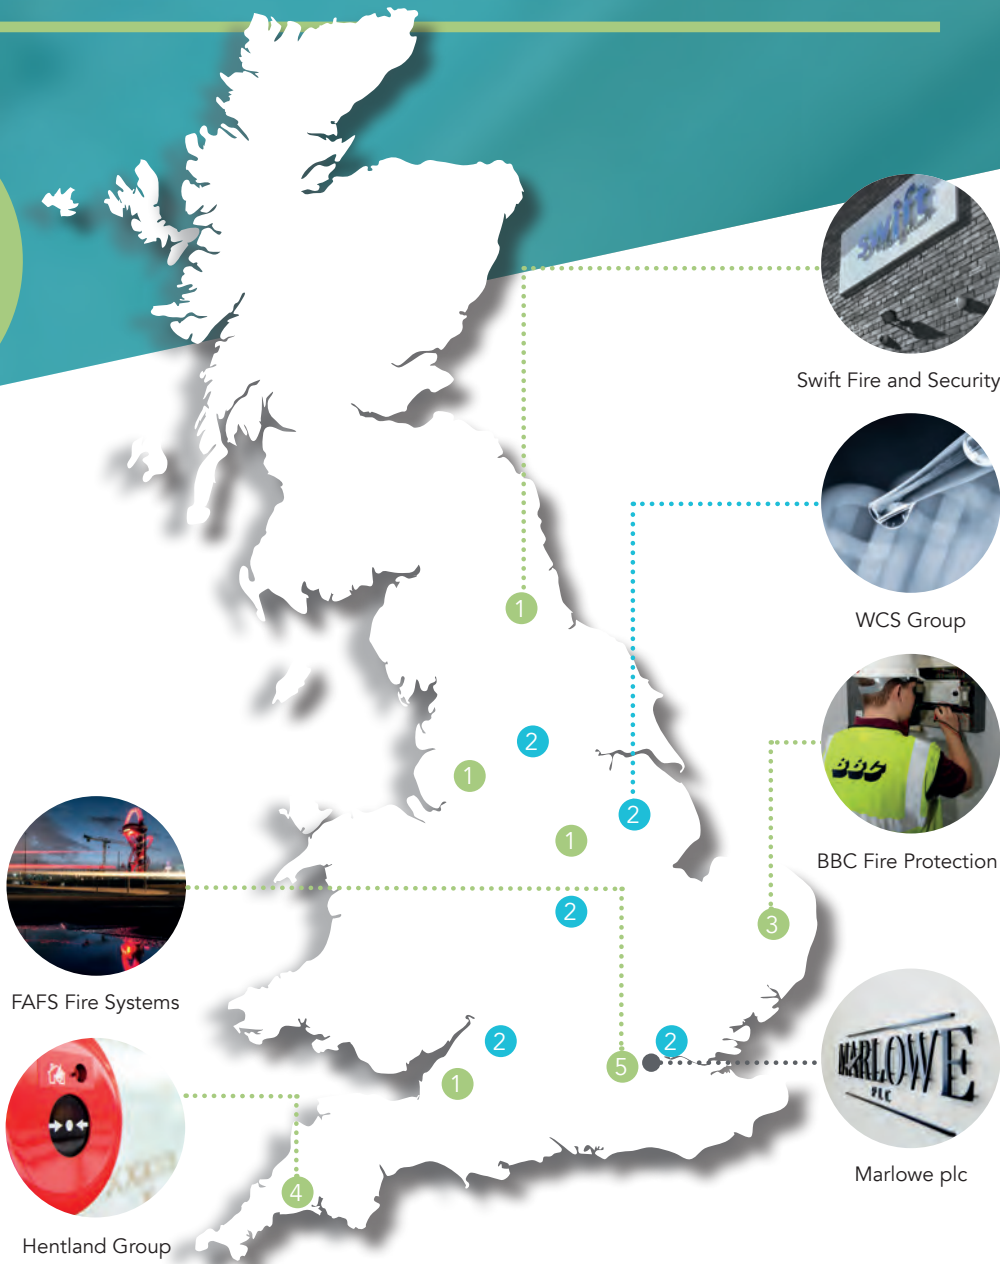 swift
Swift Fire and Security
WCS Group
1
2
1
2
1
2
BBC
BBC Fire Protection
3
FAFS Fire Systems
2
2
5
1
MARLOWE
PLC
Marlowe plc
4
Hentland Group